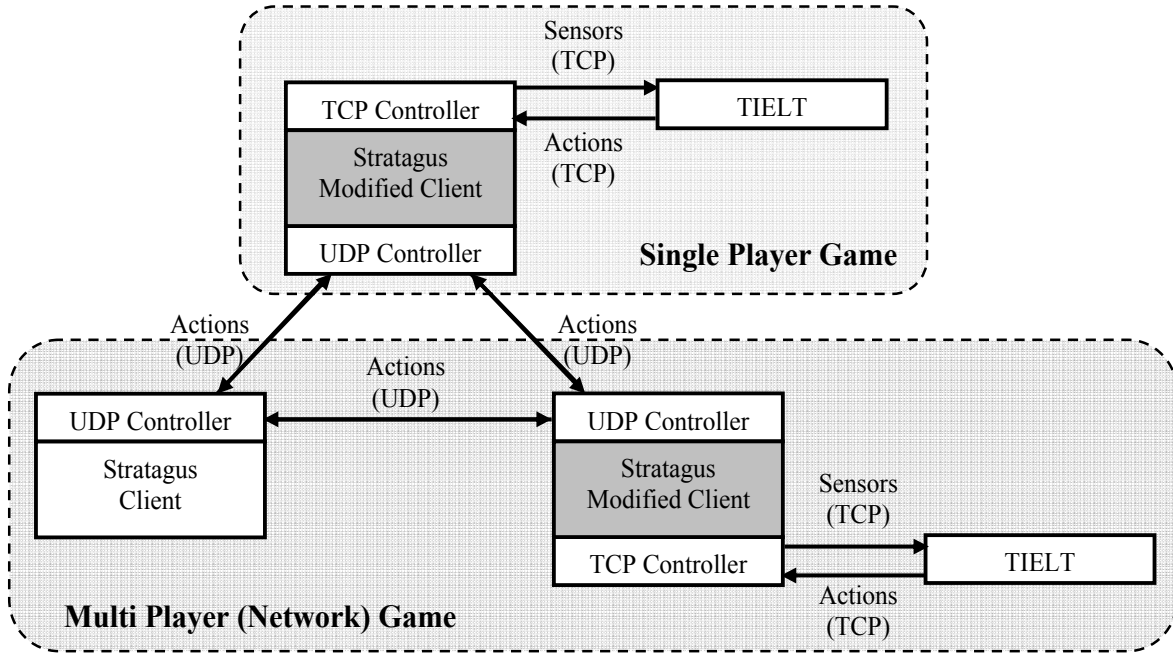 Sensors
(TCP)
TCP Controller
TIELT
Actions
(TCP)
Stratagus
Modified Client
UDP Controller
Single Player Game
Actions
(UDP)
Actions
(UDP)
Actions
(UDP)
UDP Controller
Stratagus
Client
UDP Controller
Stratagus
Modified Client
Sensors
(TCP)
TCP Controller
TIELT
Actions
(TCP)
Multi Player (Network) Game